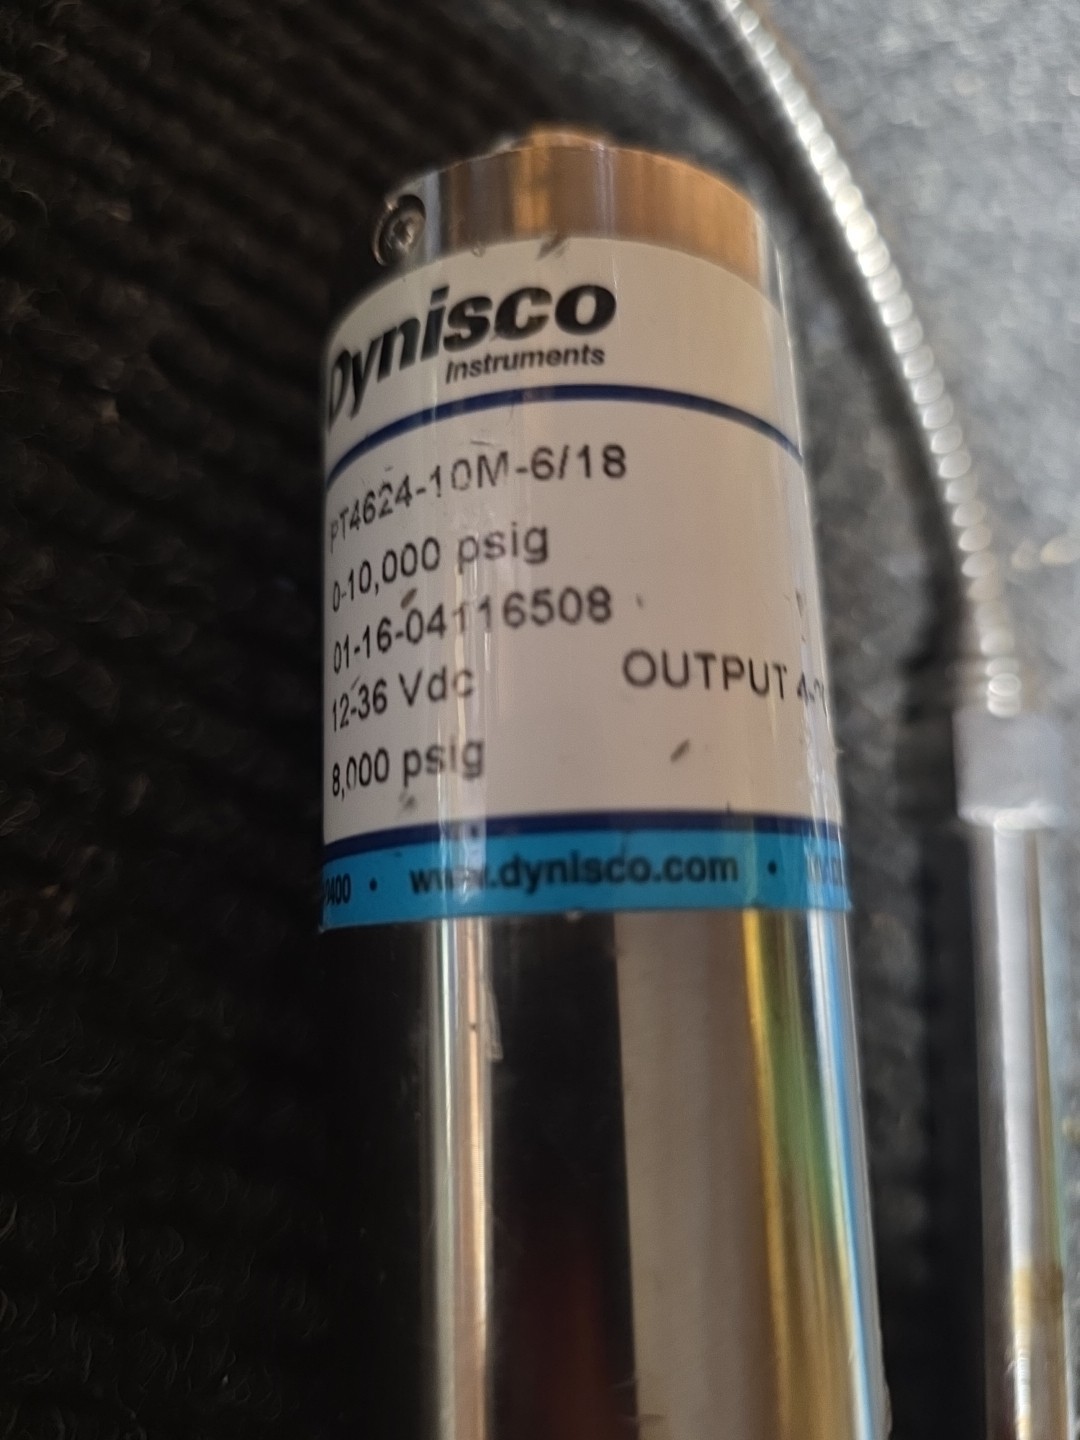 Dynisco
Instruments
PT4624-10M-6/18
0-10,000 psig
01-16-04116508
12-36 Vdc OUTPUT
8,000 psig
• www.dynisco.com •